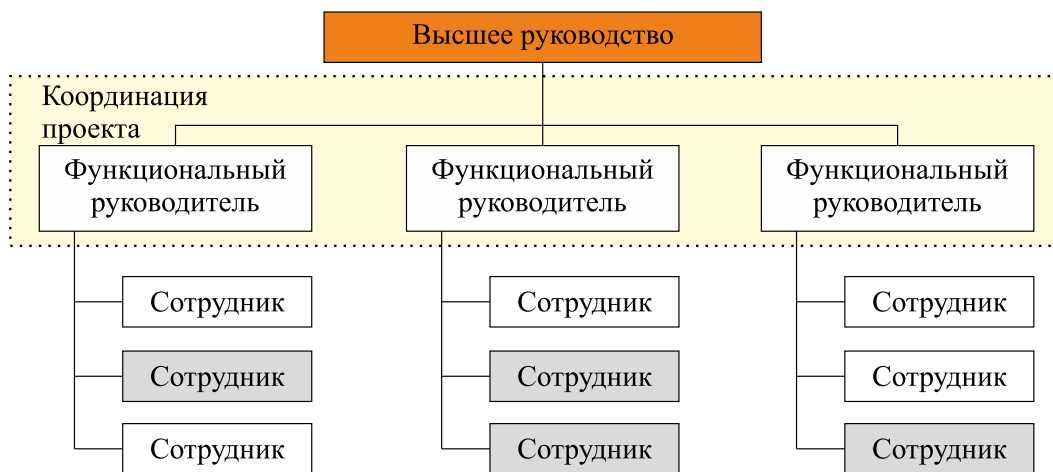 Высшее руководство
Координация
проекта
Функциональный
руководитель
Функциональный
руководитель
Функциональный
руководитель
Сотрудник
Сотрудник
Сотрудник
Сотрудник
Сотрудник
Сотрудник
Сотрудник
Сотрудник
Сотрудник